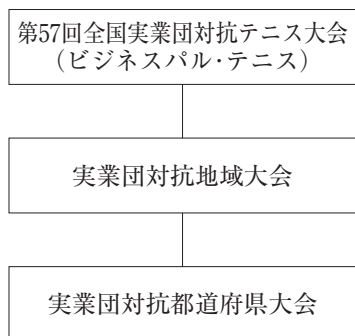 第57回全国実業団対抗テニス大会
（ビジネスパル・テニス）
実業団対抗地域大会
実業団対抗都道府県大会